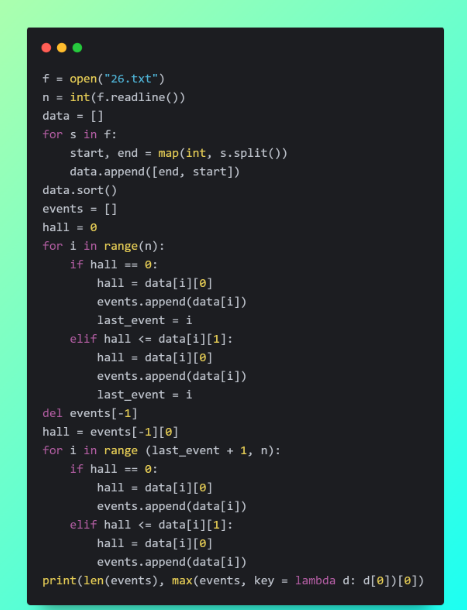 f = open("26.txt")
n = int(f.readline())
data = []
for s in f:
    start, end = map(int, s.split())
    data.append([end, start])
data.sort()
events = []
hall = 0
for i in range(n):
    if hall == 0:
        hall = data[i][0]
        events.append(data[i])
        last_event = i
    elif hall <= data[i][1]:
        hall = data[i][0]
        events.append(data[i])
        last_event = i
del events[-1]
hall = events[-1][0]
for i in range (last_event + 1, n):
    if hall == 0:
        hall = data[i][0]
        events.append(data[i])
    elif hall <= data[i][1]:
        hall = data[i][0]
        events.append(data[i])
print(len(events), max(events, key = lambda d: d[0])[0])